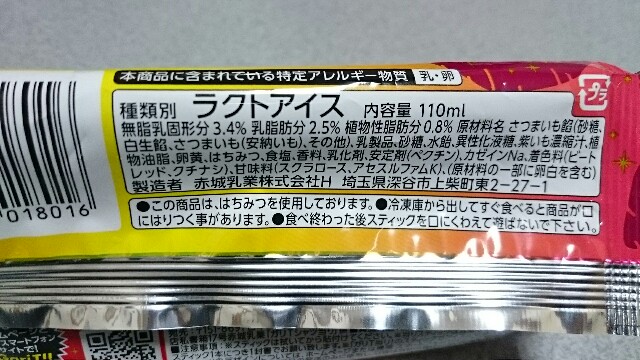 本商品に含まれている特定アレルギー物質 乳・卵
種類別 ラクトアイス 内容量 110ml
無脂乳固形分 3.4% 乳脂肪分 2.5% 植物性脂肪分 0.8% 原材料名 さつまいも餡(砂糖、
白生餡、さつまいも(安納いも)、その他)、乳製品、砂糖、水飴、異性化液糖、紫いも濃縮汁、植
物油脂、卵黄、はちみつ、食塩、香料、乳化剤、安定剤(ペクチン)、カゼインNa、着色料(ビート
レッド、クチナシ)、甘味料(スクラロース、アセスルファムK)、(原材料の一部に卵白を含む)
製造者 赤城乳業株式会社H 埼玉県深谷市上柴町東2-27-1
プラ
018016
●この商品は、はちみつを使用しております。●冷凍庫から出してすぐ食べると商品が口
にはりつく事があります。●食べ終わった後スティックを口にくわえて遊ばないで下さい。